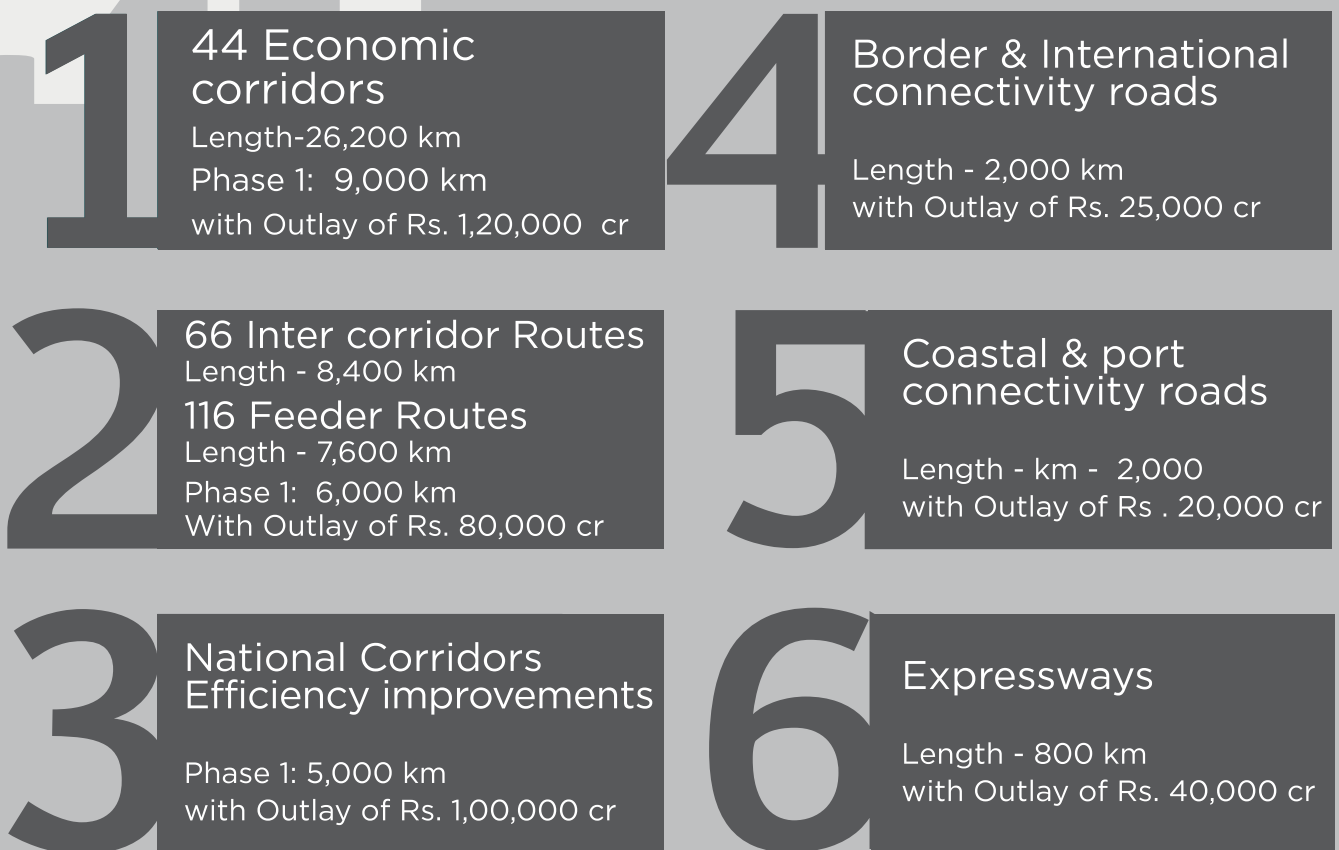 1
44 Economic
corridors
Length-26,200 km
Phase 1:  9,000 km
with Outlay of Rs. 1,20,000  cr
2
66 Inter corridor Routes
Length - 8,400 km
116 Feeder Routes
Length - 7,600 km
Phase 1:  6,000 km
With Outlay of Rs. 80,000 cr
3
National Corridors
Efficiency improvements
Phase 1: 5,000 km
with Outlay of Rs. 1,00,000 cr
4
Border & International
connectivity roads
Length - 2,000 km
with Outlay of Rs. 25,000 cr
5
Coastal & port
connectivity roads
Length - km -  2,000
with Outlay of Rs . 20,000 cr
6
Expressways
Length - 800 km
with Outlay of Rs. 40,000 cr